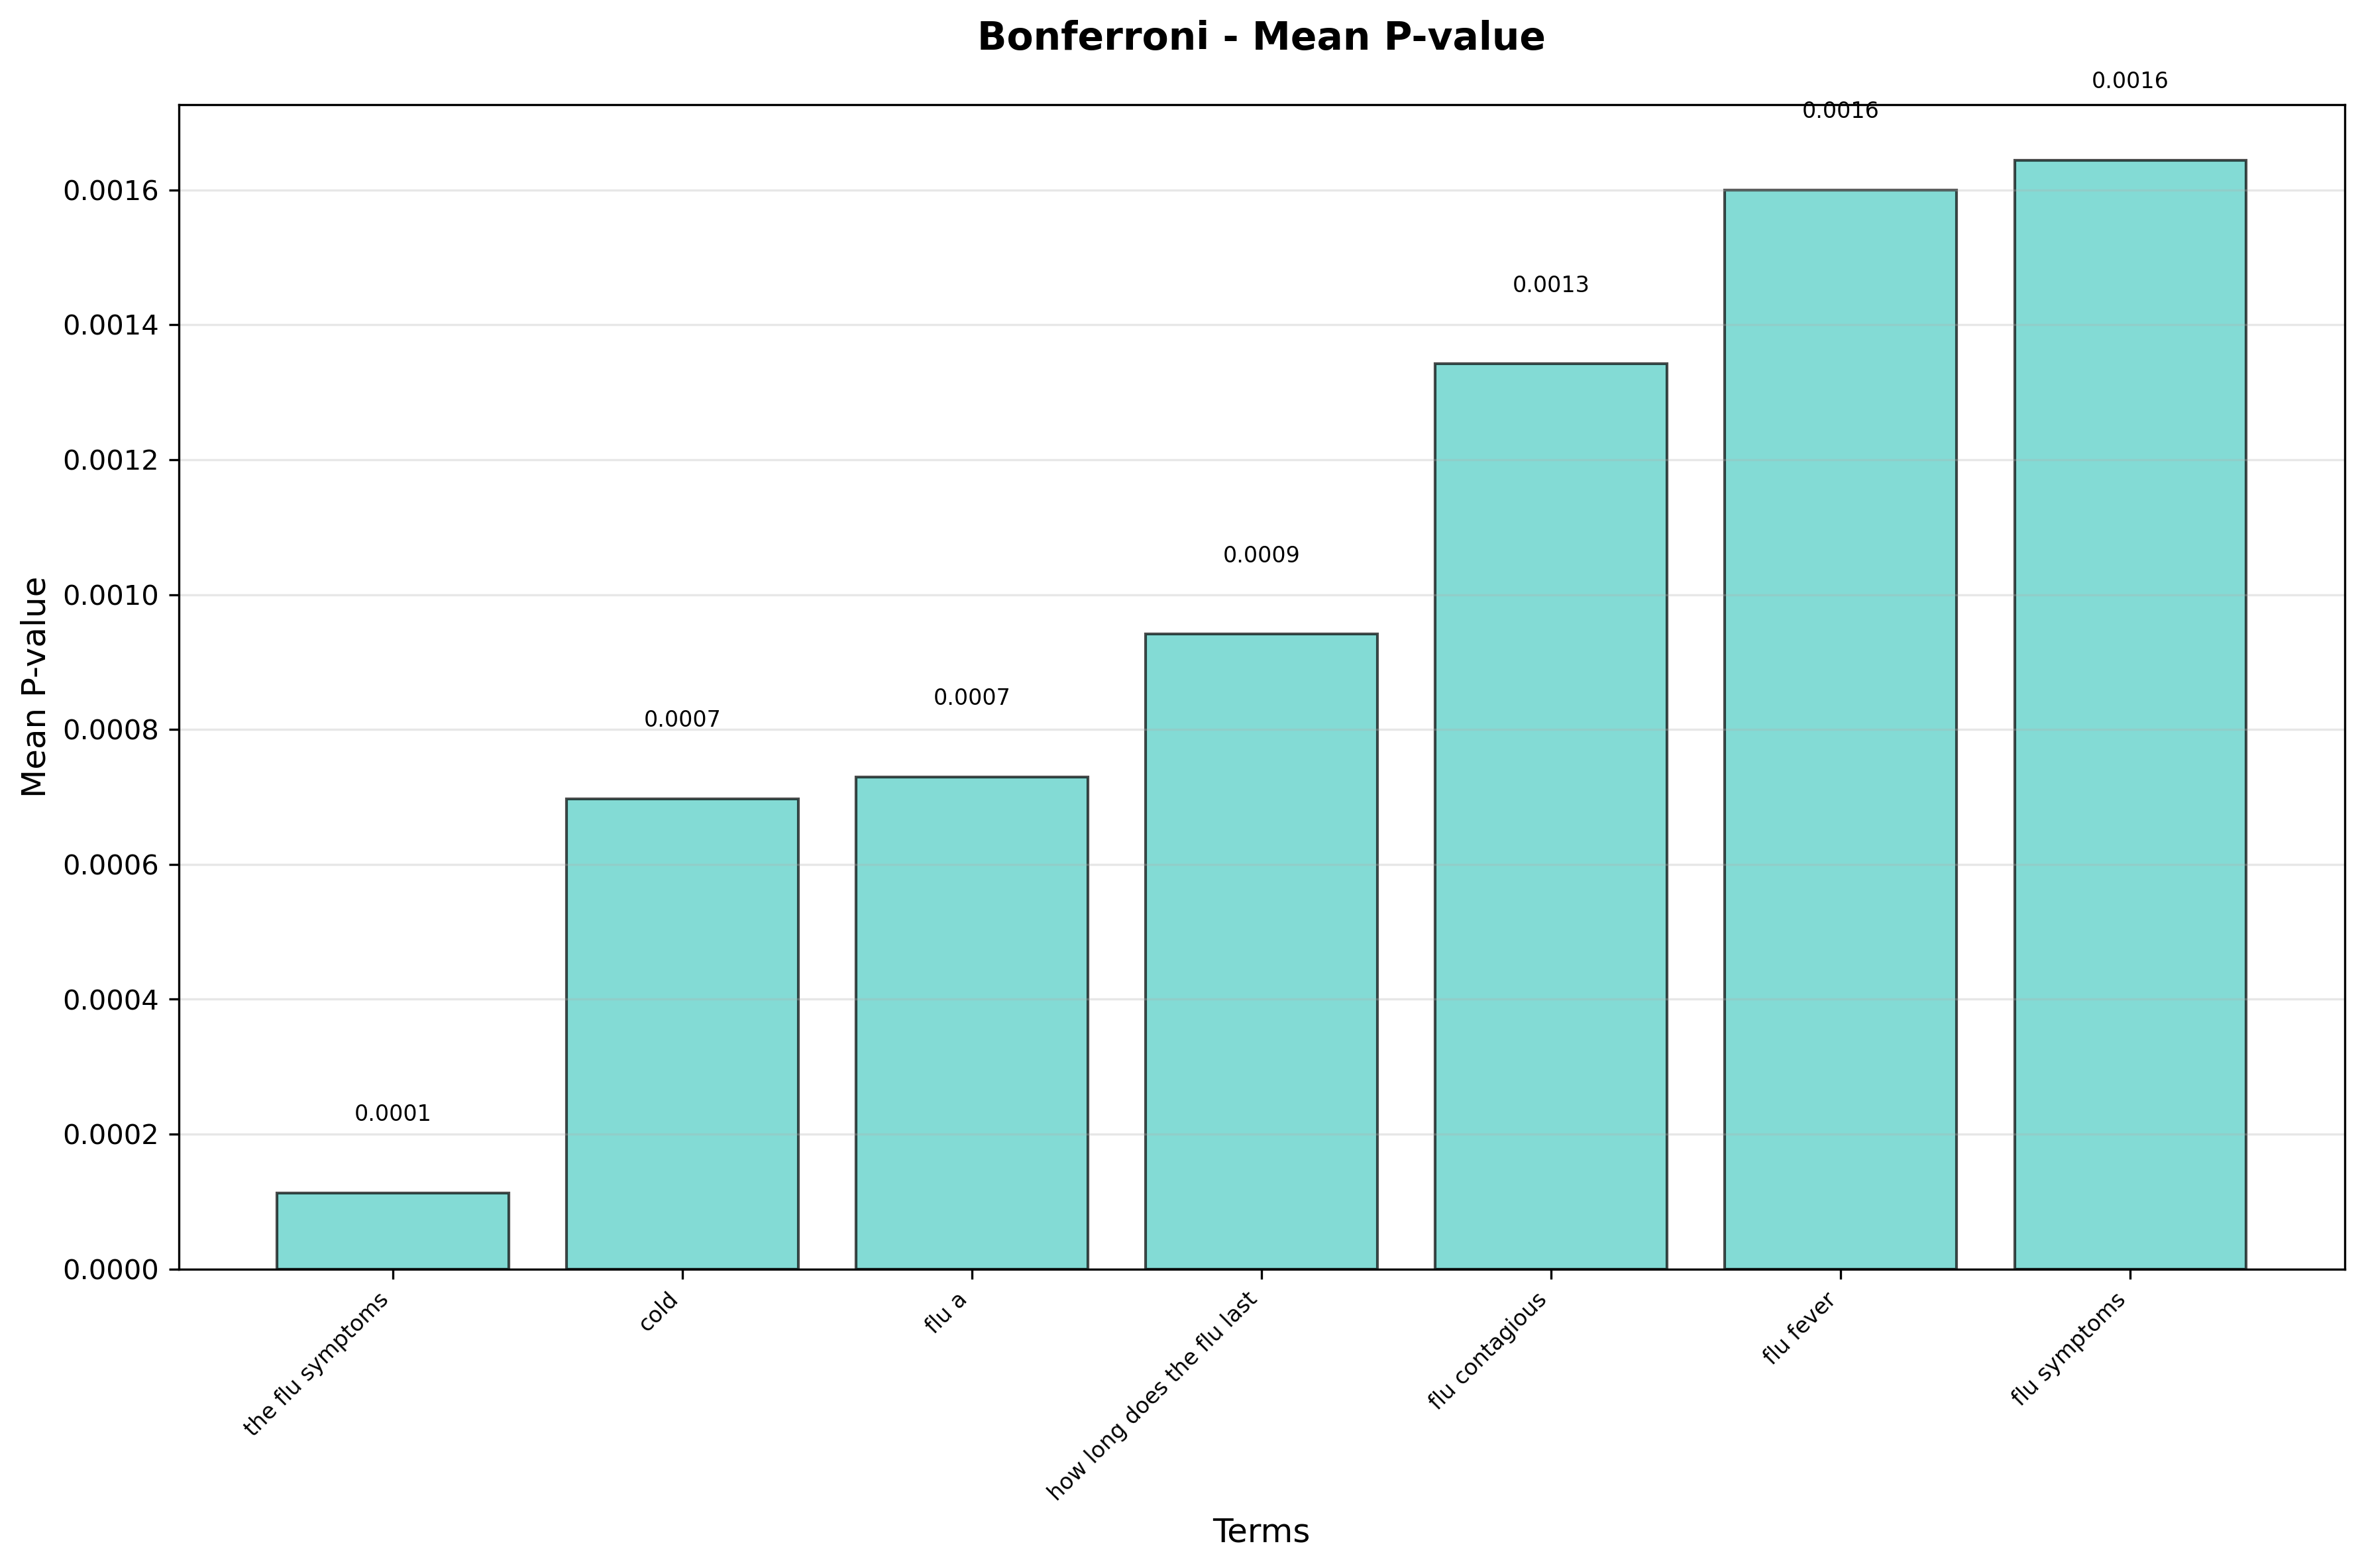 Bonferroni - Mean P-value
0.0016
0.0016
0.0013
0.0009
0.0007
0.0007
0.0001
Mean P-value
0.0016
0.0014
0.0012
0.0010
0.0008
0.0006
0.0004
0.0002
0.0000
the flu symptoms
cold
flu a
how long does the flu last
flu contagious
flu fever
flu symptoms
Terms